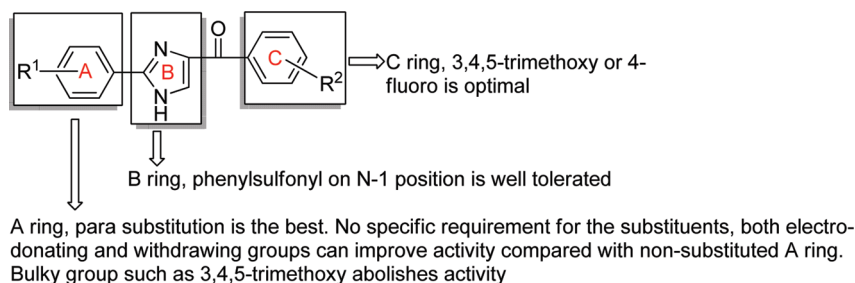 O
R¹
A
N
B
N
H
C
R²
C ring, 3,4,5-trimethoxy or 4-
fluoro is optimal
B ring, phenylsulfonyl on N-1 position is well tolerated
A ring, para substitution is the best. No specific requirement for the substituents, both electro-
donating and withdrawing groups can improve activity compared with non-substituted A ring.
Bulky group such as 3,4,5-trimethoxy abolishes activity